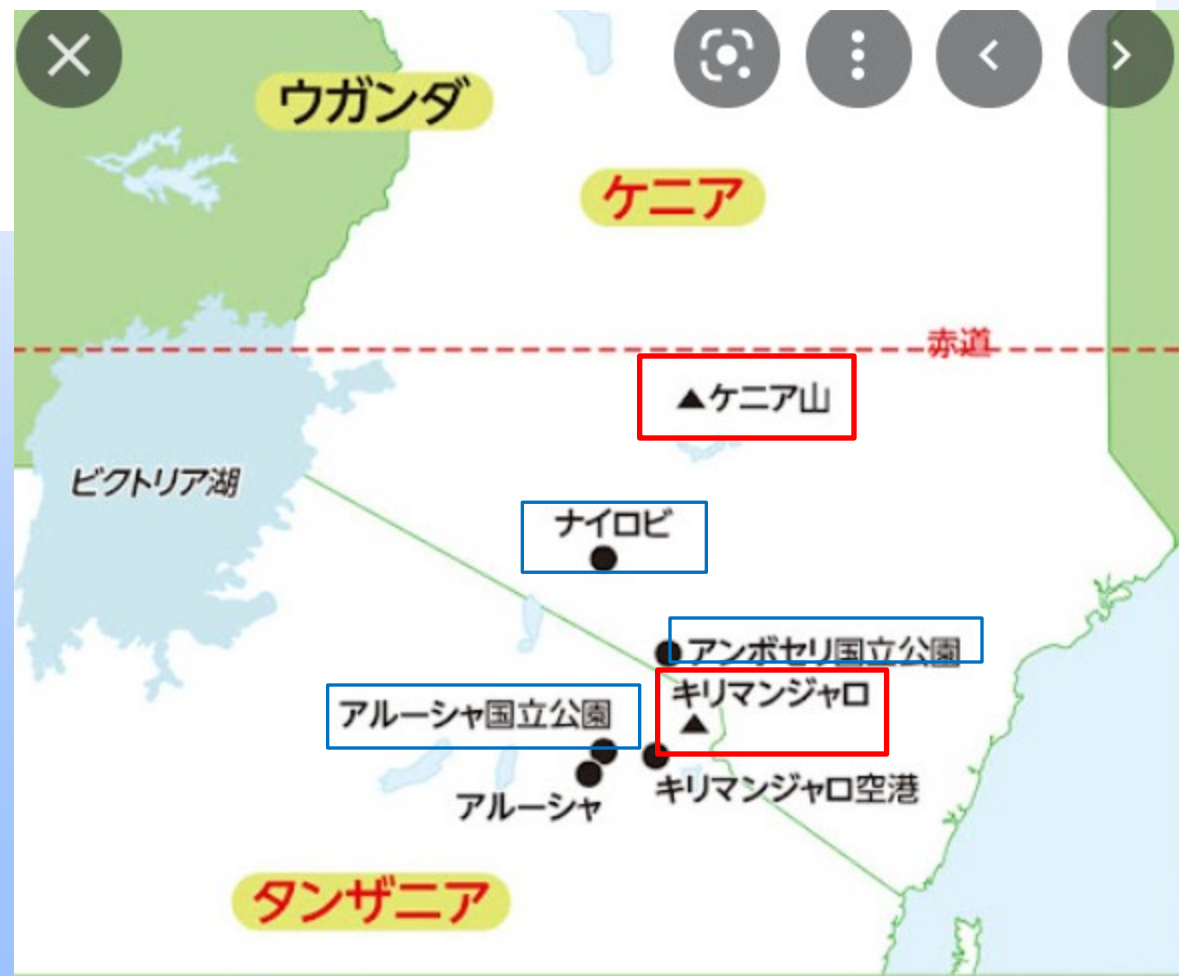 ウガンダ
ケニア
赤道
▲ケニア山
ビクトリア湖
ナイロビ
アンボセリ国立公園
キリマンジャロ
アルーシャ国立公園
キリマンジャロ空港
アルーシャ
タンザニア